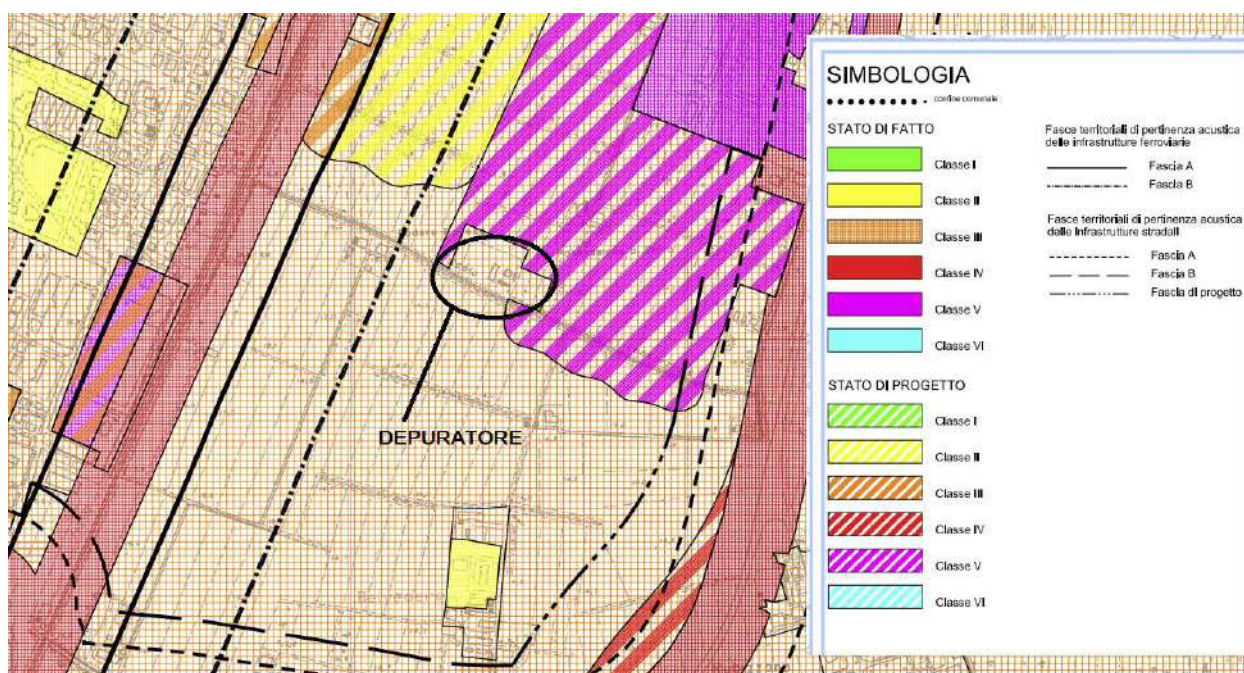 SIMBOLOGIA
confine comunale
STATO DI FATTO
Classe I
Classe II
Classe III
Classe IV
Classe V
Classe VI
STATO DI PROGETTO
Classe I
Classe II
Classe III
Classe IV
Classe V
Classe VI
Fasce territoriali di pertinenza acustica
delle infrastrutture ferroviarie
Fascia A
Fascia B
Fasce territoriali di pertinenza acustica
delle infrastrutture stradali
Fascia A
Fascia B
Fascia di progetto
DEPURATORE